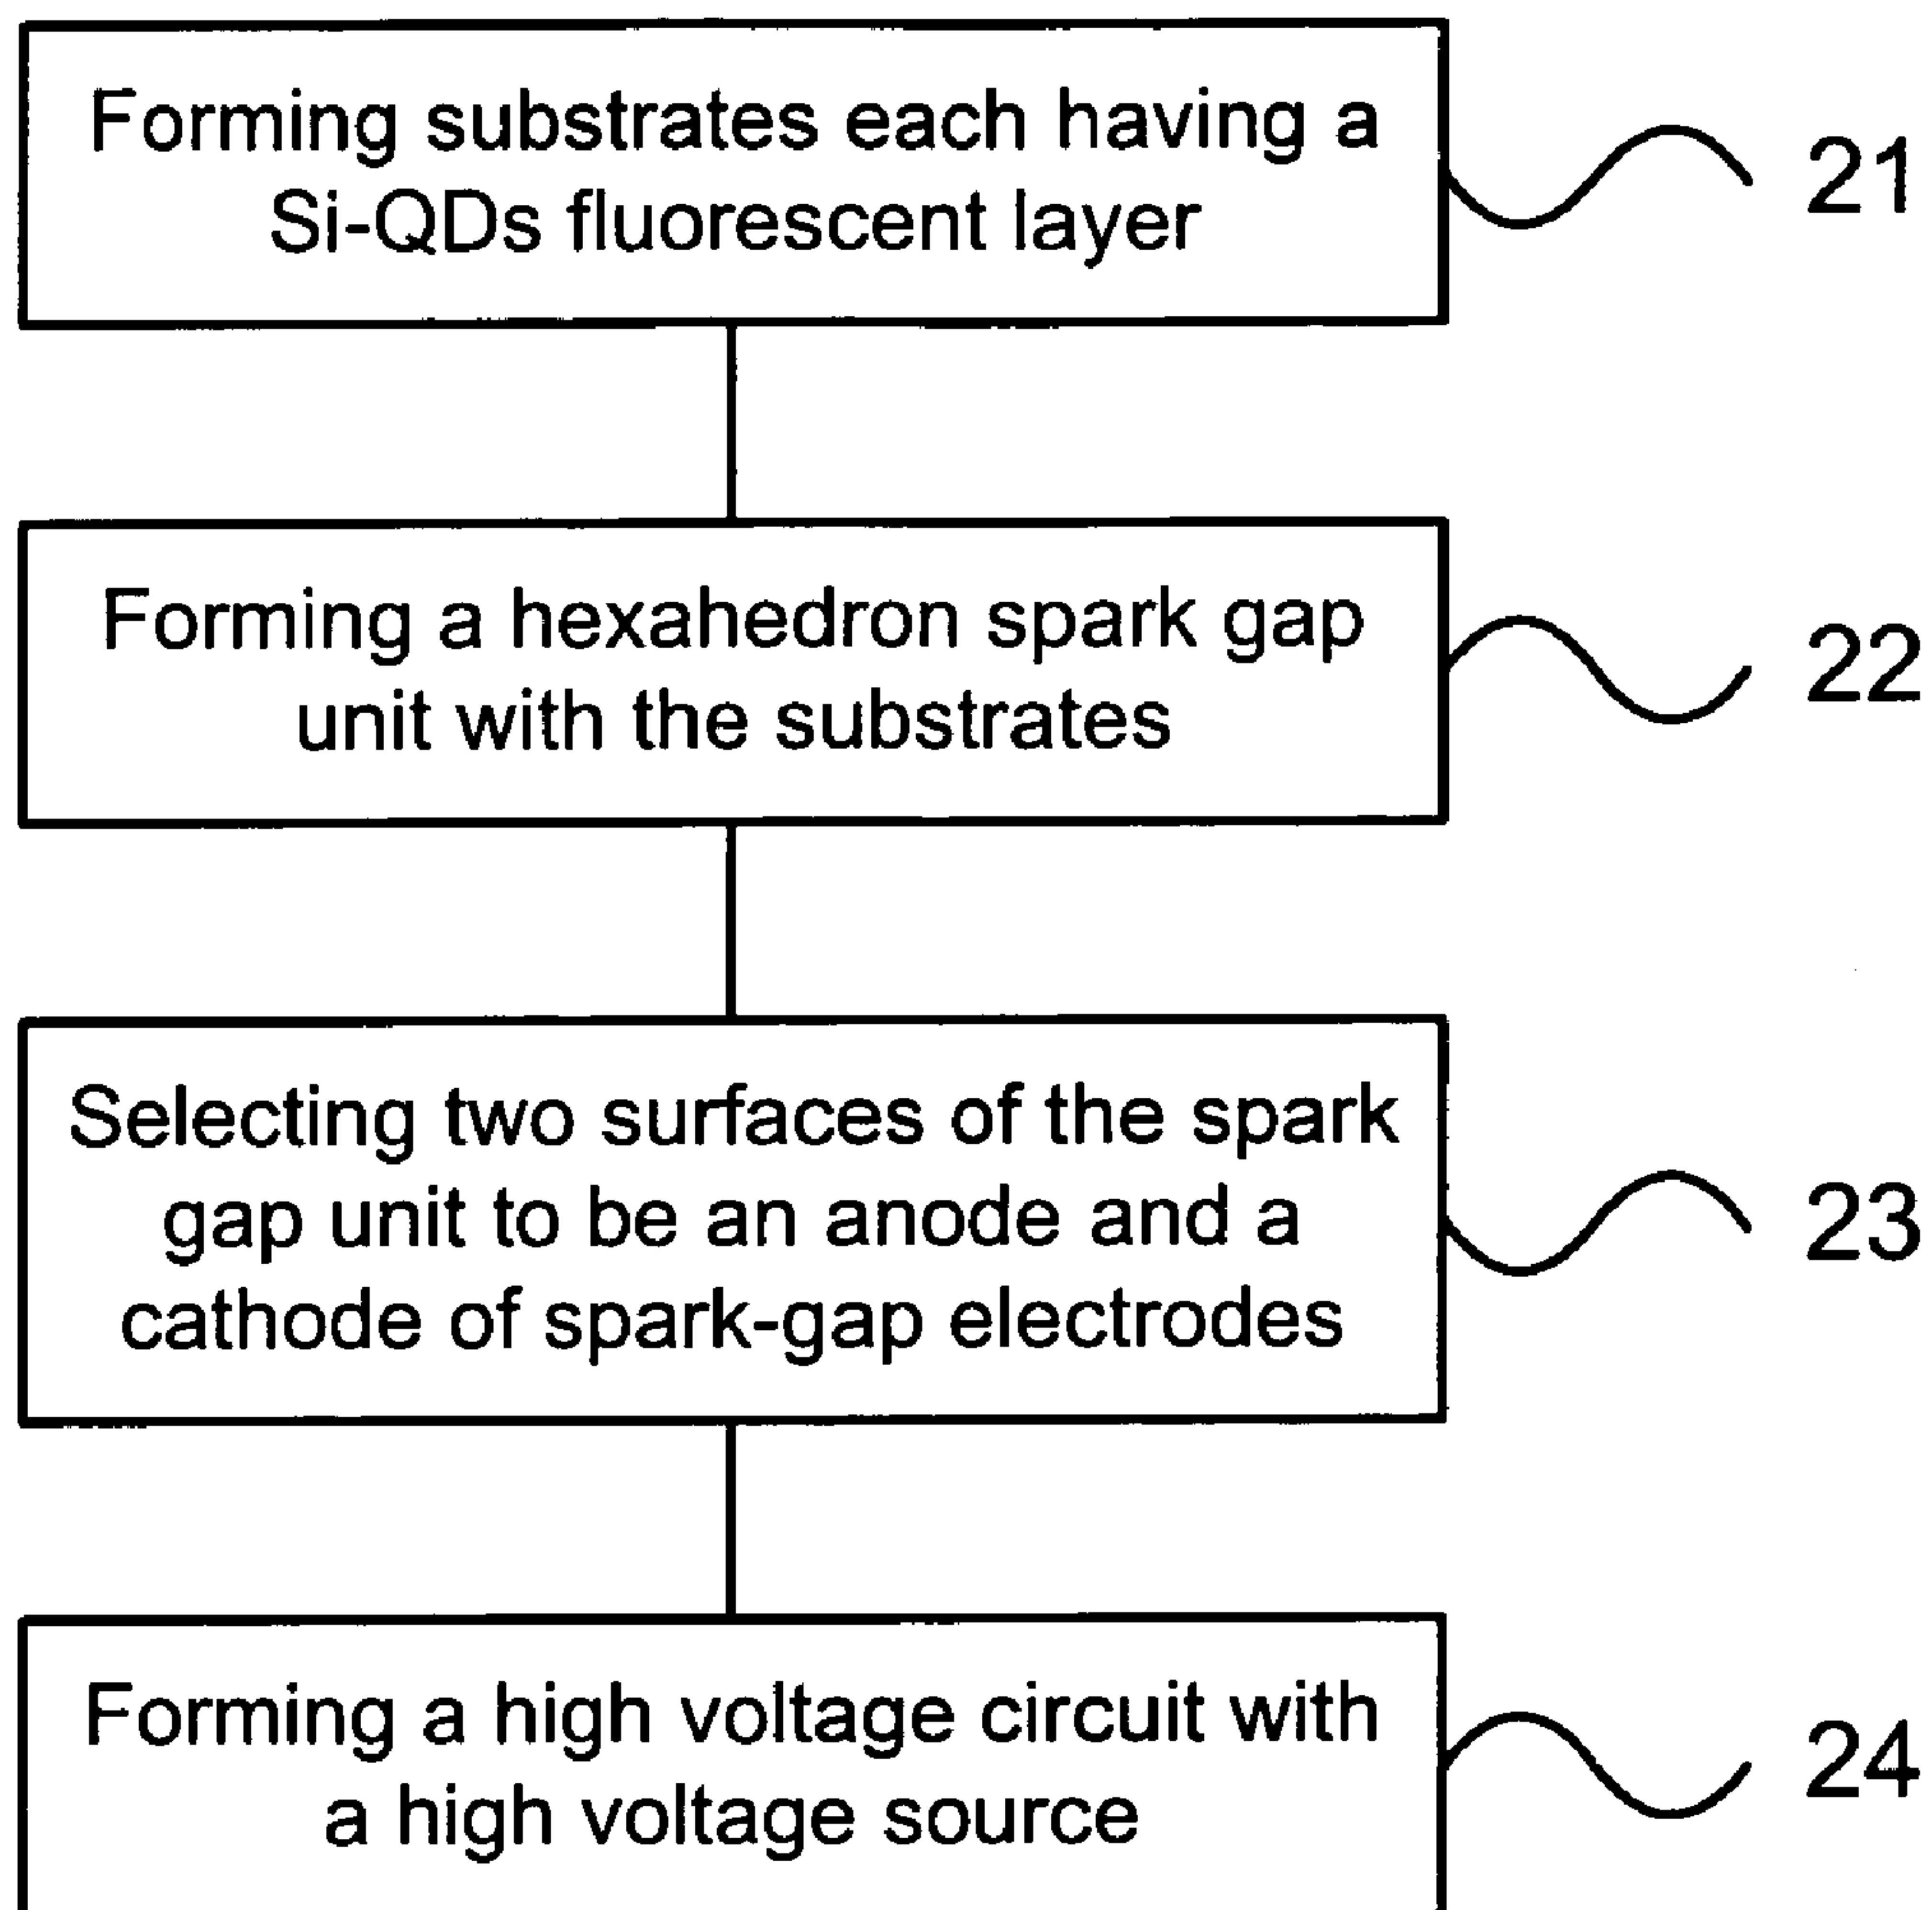 Forming substrates each having a
Si-QDs fluorescent layer
21
Forming a hexahedron spark gap
unit with the substrates
22
Selecting two surfaces of the spark
gap unit to be an anode and a
cathode of spark-gap electrodes
23
Forming a high voltage circuit with
a high voltage source
24